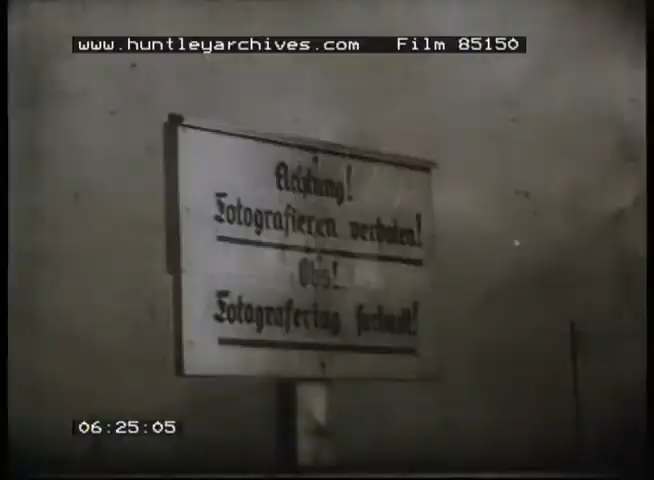 www.huntleyarchives.com Film 85150
Achtung!
Fotografieren verboten!
Obs!
Fotografering forbudt!
06:25:05